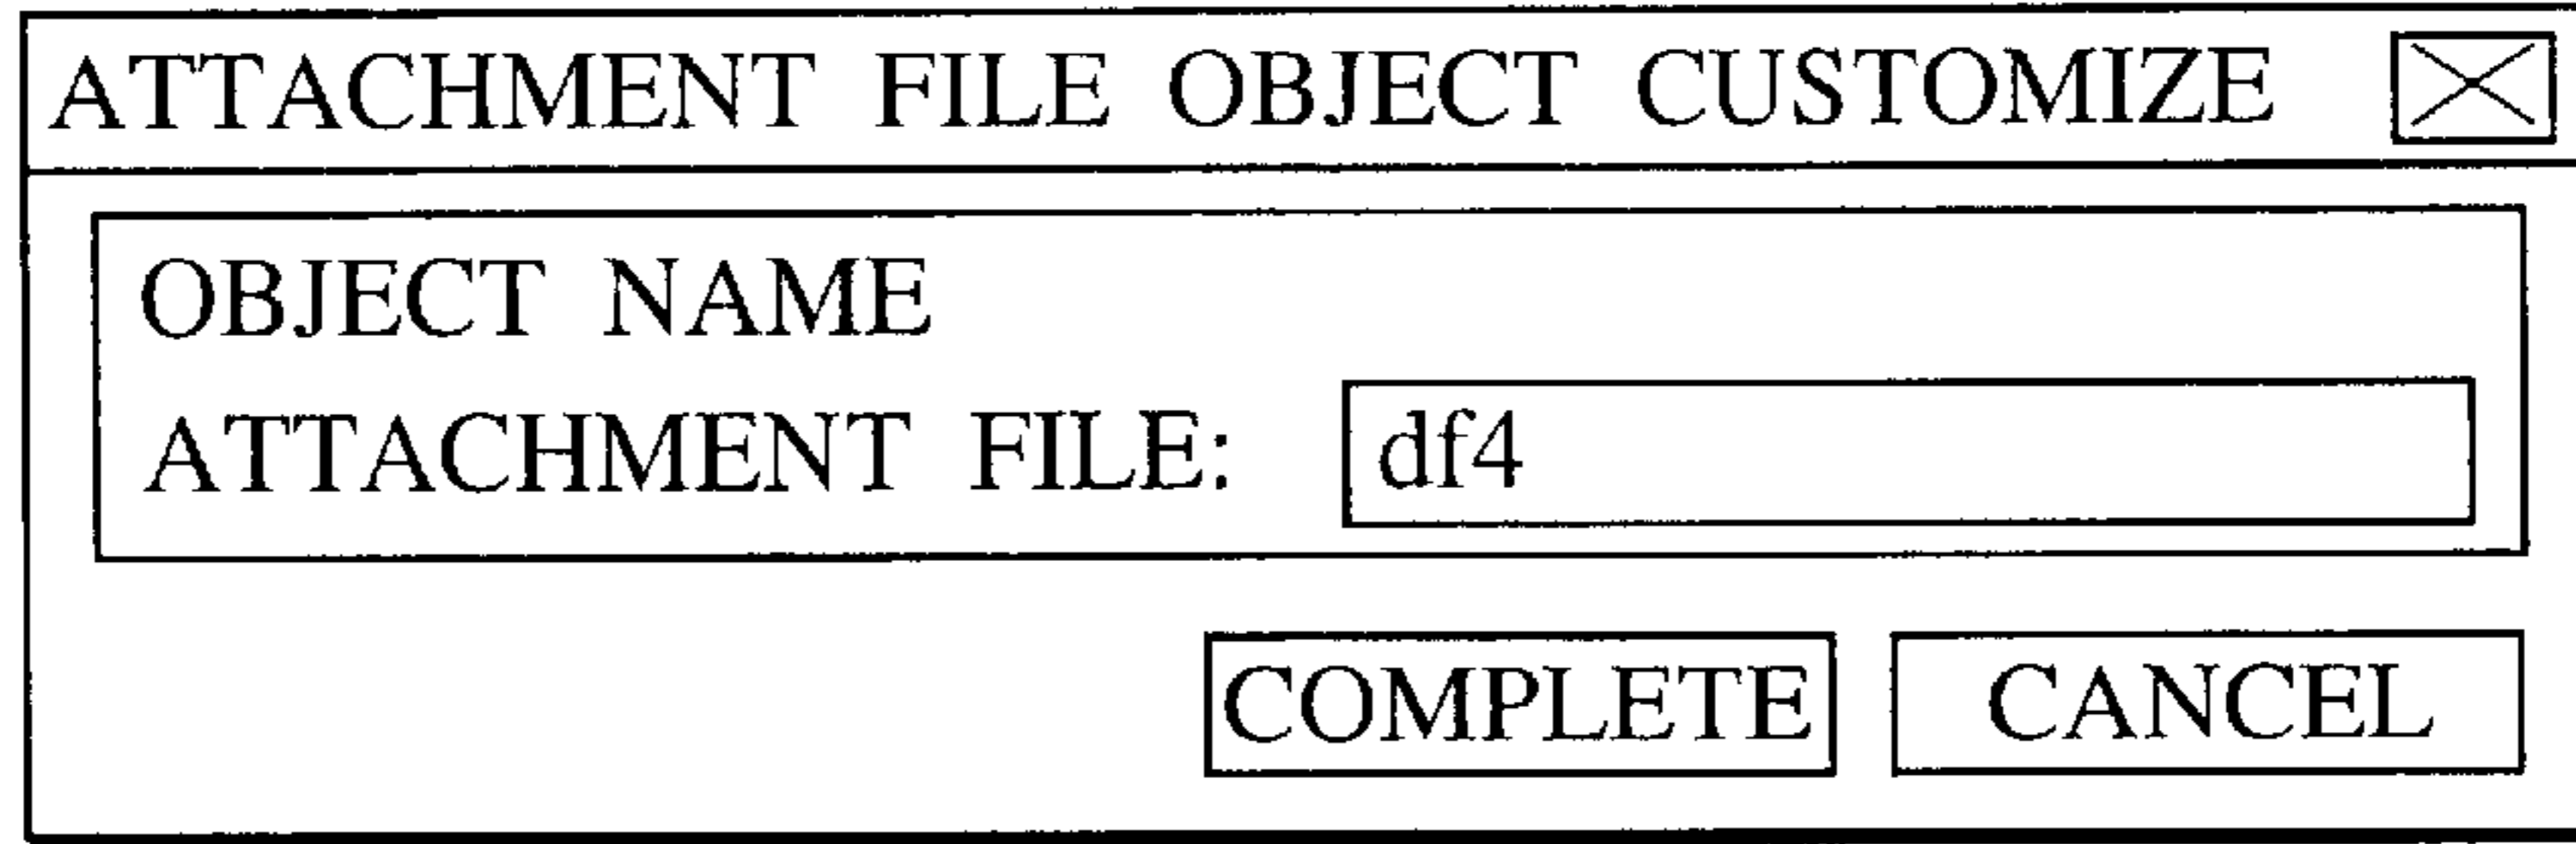 ATTACHMENT FILE OBJECT CUSTOMIZE
OBJECT NAME
ATTACHMENT FILE: df4
COMPLETE CANCEL